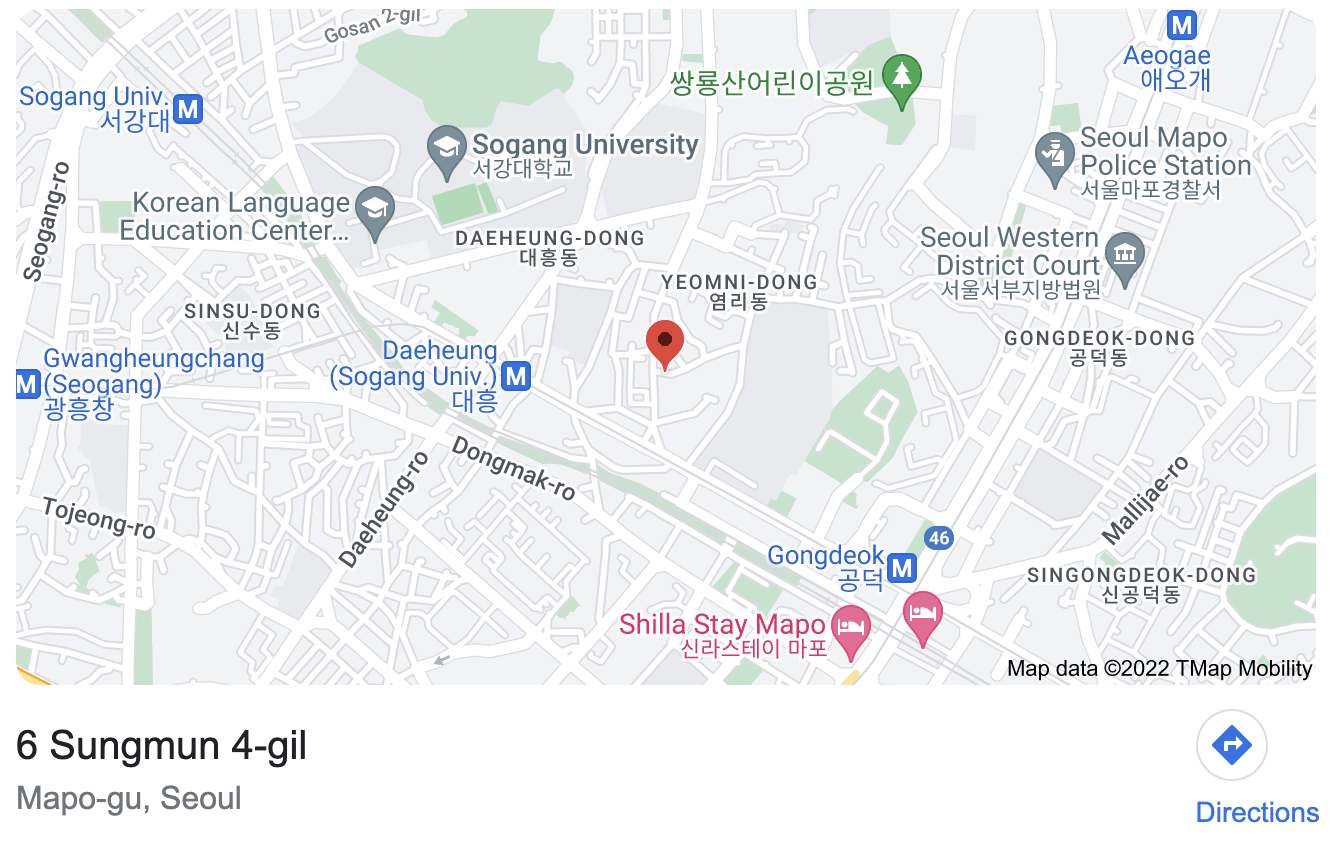 Gosan 2-gil
M
Aeogae
애오개
쌍룡산어린이공원
Sogang Univ.
서강대
M
Sogang University
서강대학교
Seoul Mapo
Police Station
서울마포경찰서
Seogang-ro
Korean Language
Education Center...
DAEHEUNG-DONG
대흥동
Seoul Western
District Court
서울서부지방법원
YEOMNI-DONG
염리동
SINSU-DONG
신수동
GONGDEOK-DONG
공덕동
Gwangheungchang
M (Seogang)
광흥창
Daeheung
(Sogang Univ.) M
대흥
Dongmak-ro
Daeheung-ro
Tojeong-ro
Mallijae-ro
46
Gongdeok
공덕
M
SINGONGDEOK-DONG
신공덕동
Shilla Stay Mapo
신라스테이 마포
Map data ©2022 TMap Mobility
6 Sungmun 4-gil
Mapo-gu, Seoul
Directions